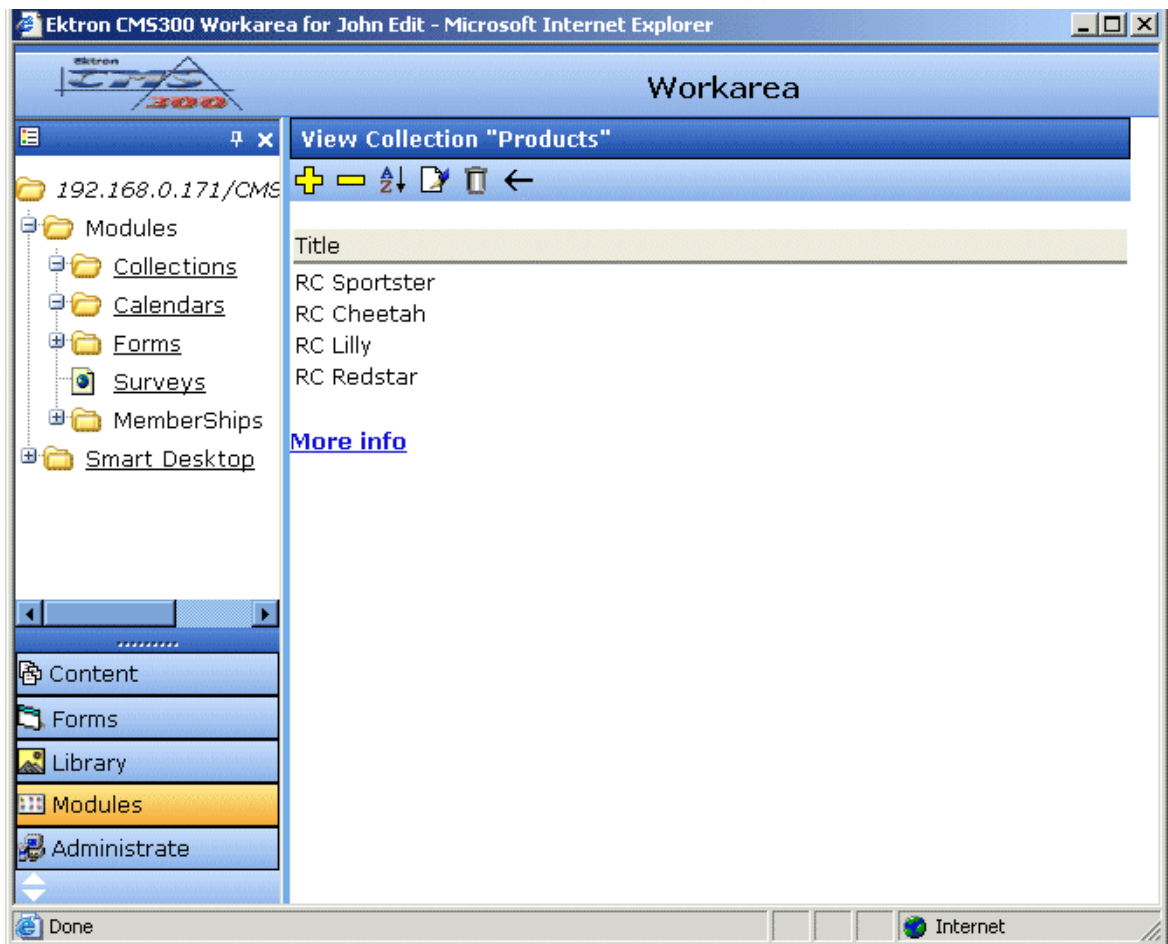 Ektron CMS300 Workarea for John Edit - Microsoft Internet Explorer
Ektron
CMS
300
Workarea
View Collection "Products"
192.168.0.171/CMS
Modules
Collections
Calendars
Forms
Surveys
MemberShips
Smart Desktop
Title
RC Sportster
RC Cheetah
RC Lilly
RC Redstar
More info
Content
Forms
Library
Modules
Administrate
Done
Internet